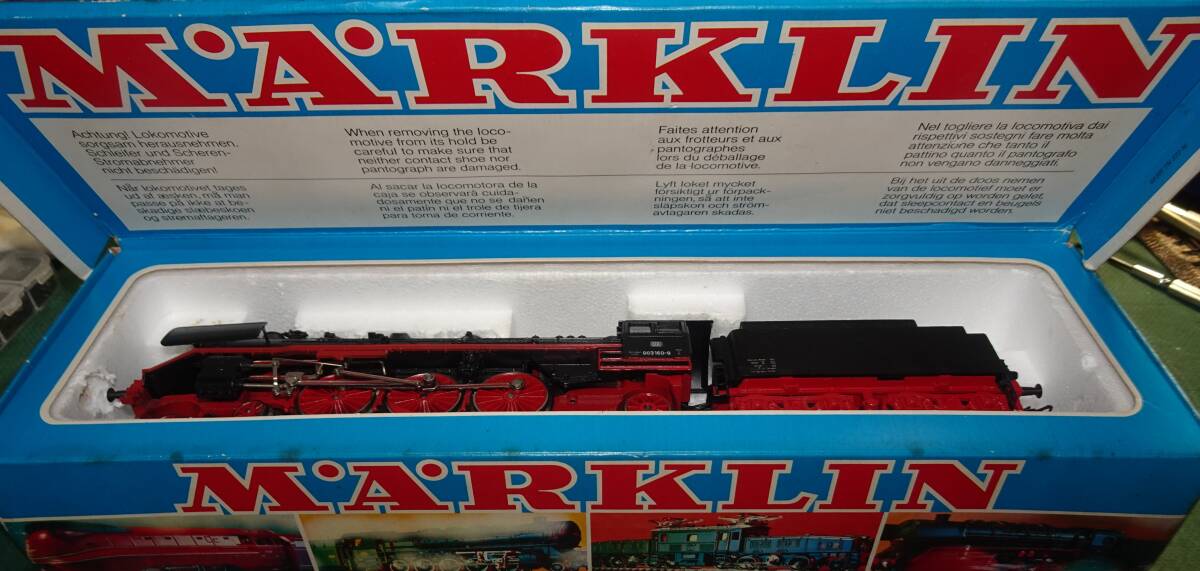 MÄRKLIN
Achtung! Lokomotive
sorgsam herausnehmen.
Schleifer und Scheren-
Stromabnehmer
nicht beschädigen!
When removing the loco-
motive from its hold be
careful to make sure that
neither contact shoe nor
pantograph are damaged.
Faites attention
aux frotteurs et aux
pantographes
lors du déballage
de la locomotive.
Nel togliere la locomotiva dai
rispettivi sostegni fare molta
attenzione che tanto il
pattino quanto il pantografo
non vengano danneggiati.
Når lokomotivet tages
ud af æsken, må man
passe på ikke at be-
skadige slæbeskoen
og strømaftageren.
Al sacar la locomotora de la
caja se observará cuida-
dosamente que no se dañen
ni el patín ni el trole de tijera
para toma de corriente.
Lyft loket mycket
försiktigt ur förpack-
ningen, så att inte
släpskon och ström-
avtagaren skadas.
Bij het uit de doos nemen
van de locomotief moet er
zorgvuldig op worden gelet,
dat sleepcontact en beugels
niet beschadigd worden.
DB
003160-9
MÄRKLIN